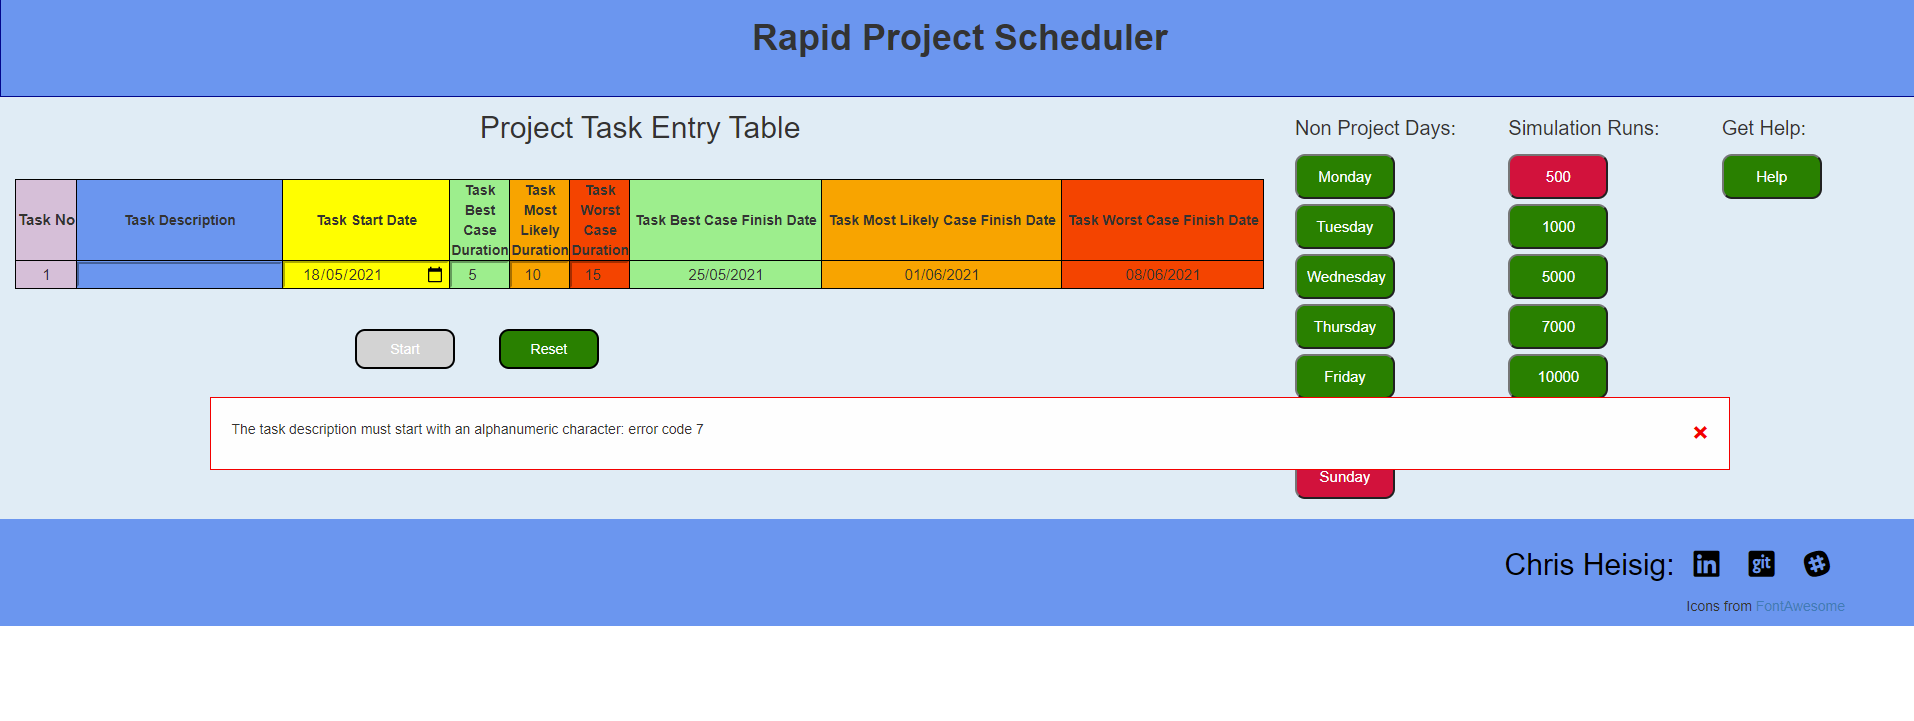 Rapid Project Scheduler
Project Task Entry Table
Non Project Days:
Simulation Runs:
Get Help:
Task No
Task Description
Task Start Date
Task
Best
Case
Duration
Task
Most
Likely
Duration
Task
Worst
Case
Duration
Task Best Case Finish Date
Task Most Likely Case Finish Date
Task Worst Case Finish Date
1
18/05/2021
5
10
15
25/05/2021
01/06/2021
08/06/2021
Start
Reset
Monday
Tuesday
Wednesday
Thursday
Friday
Sunday
500
1000
5000
7000
10000
Help
The task description must start with an alphanumeric character: error code 7
Chris Heisig:
in
git
Icons from FontAwesome